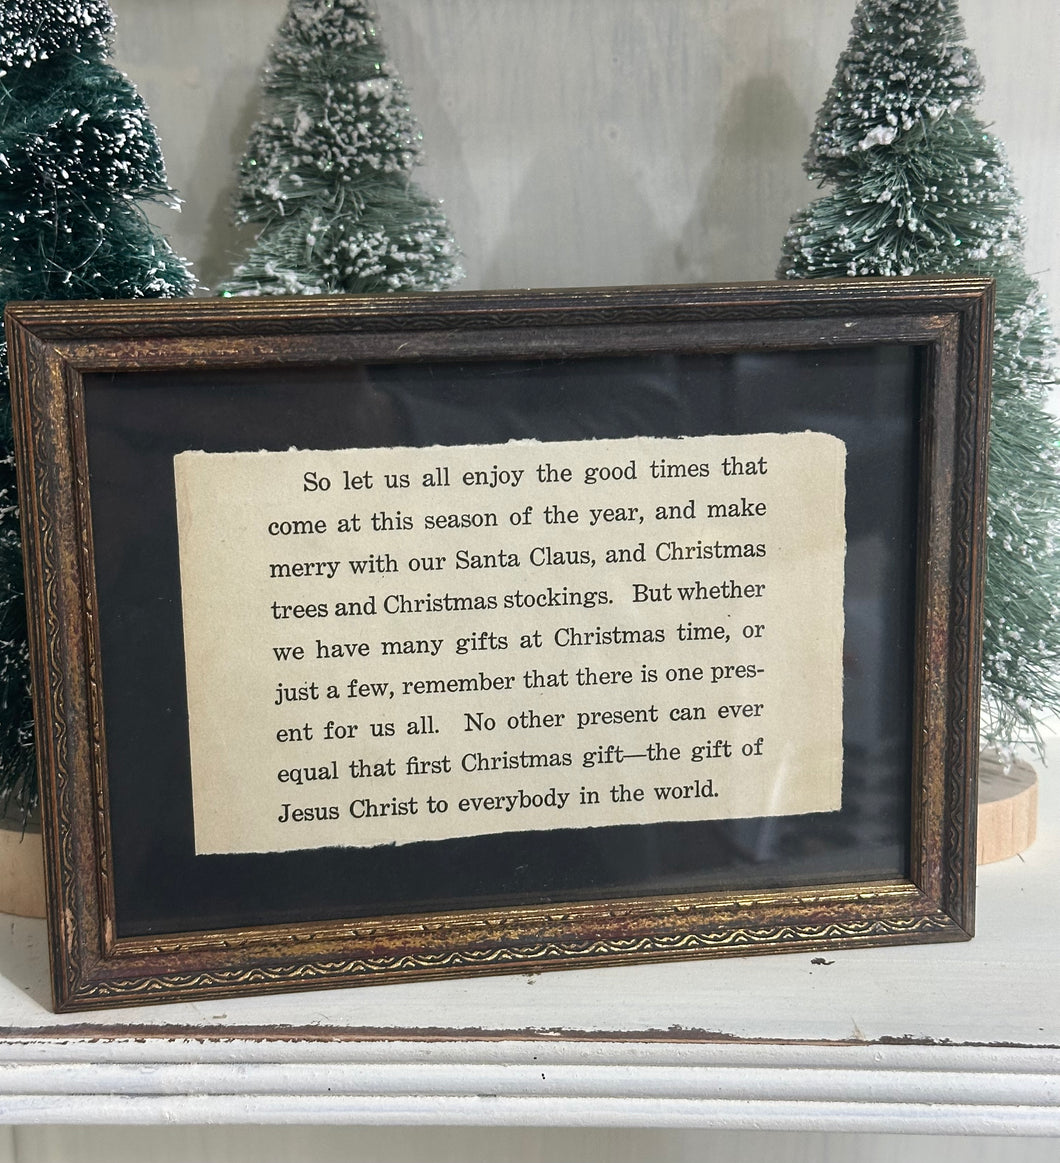 So let us all enjoy the good times that
come at this season of the year, and make
merry with our Santa Claus, and Christmas
trees and Christmas stockings. But whether
we have many gifts at Christmas time, or
just a few, remember that there is one pres-
ent for us all. No other present can ever
equal that first Christmas gift—the gift of
Jesus Christ to everybody in the world.